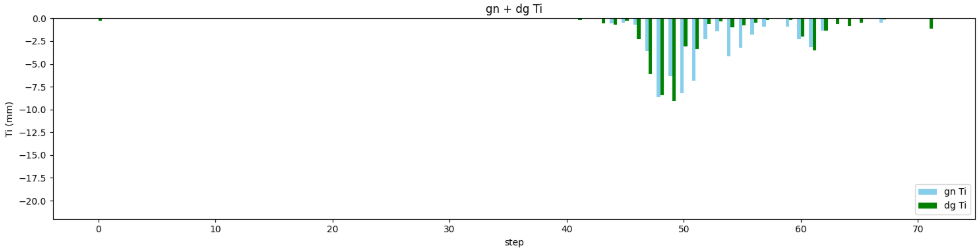 gn + dg Ti
0.0
−2.5
−5.0
−7.5
−10.0
−12.5
−15.0
−17.5
−20.0
Ti (mm)
0 10 20 30 40 50 60 70
step
gn Ti
dg Ti